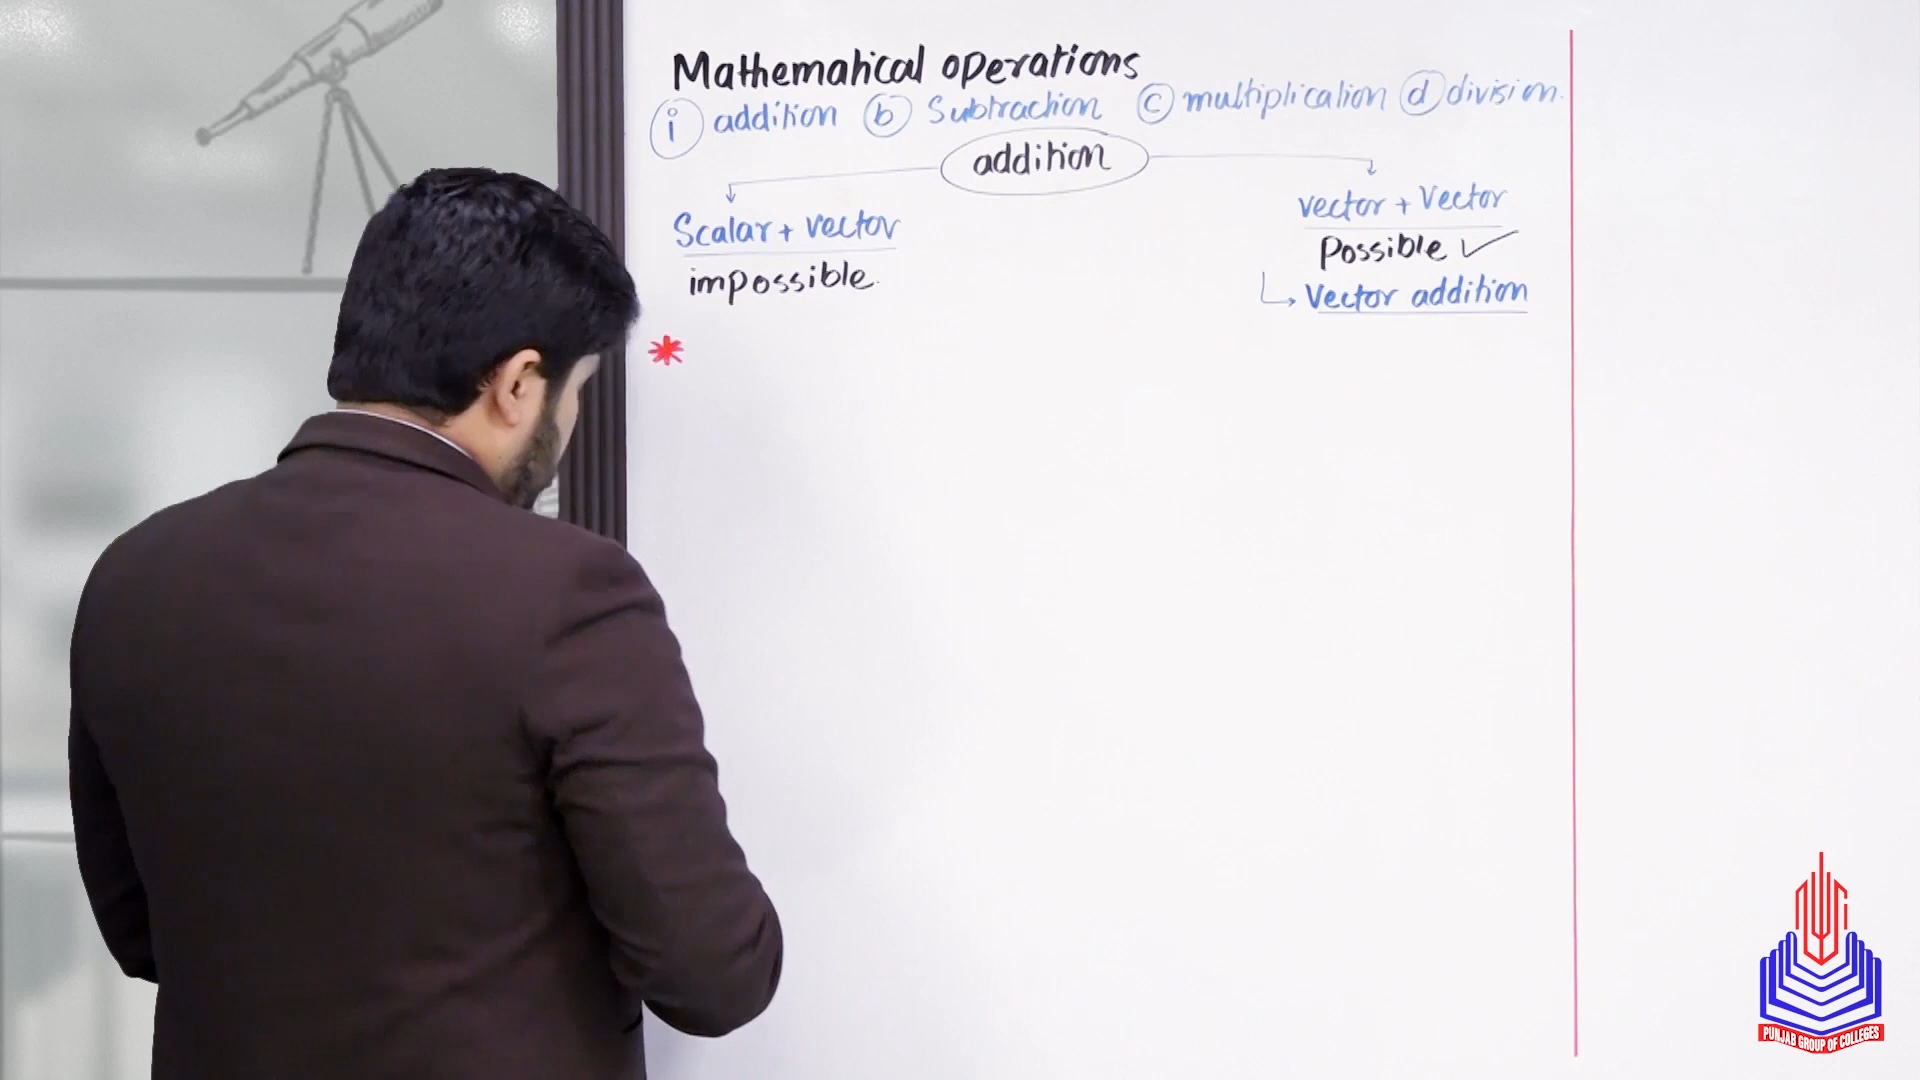 Mathematical operations
i addition b Subtraction c multiplication d division.
addition
Scalar + vector
impossible.
vector + Vector
Possible ✓
↳ Vector addition
*
PUNJAB GROUP OF COLLEGES